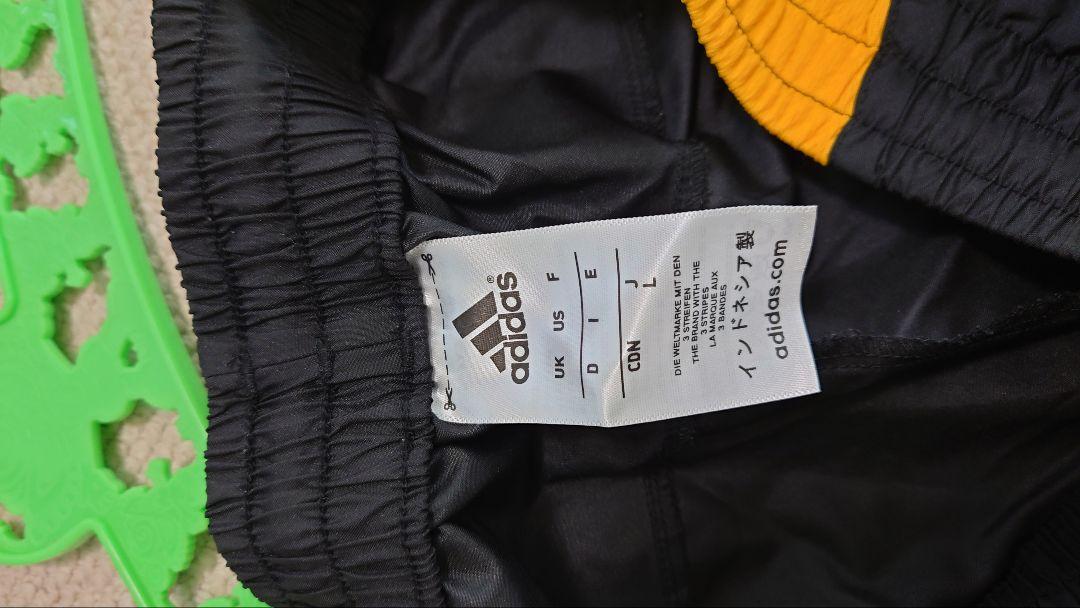 adidas®
UK US F
D I E
CDN J
L
DIE WELTMARKE MIT DEN
3 STREIFEN
THE BRAND WITH THE
3 STRIPES
LA MARQUE AUX
3 BANDES
インドネシア製
adidas.com